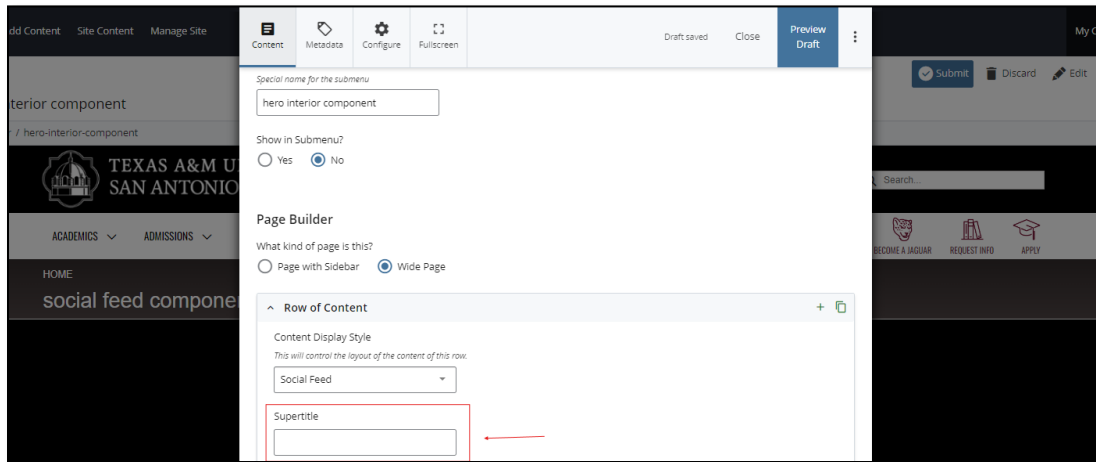 dd Content Site Content Manage Site
My C
Content Metadata Configure Fullscreen Draft saved Close Preview Draft
Submit Discard Edit
Special name for the submenu
hero interior component
terior component
/ hero-interior-component
Show in Submenu?
Yes No
TEXAS A&M U
SAN ANTONIO
Search...
Page Builder
What kind of page is this?
Page with Sidebar Wide Page
ACADEMICS ADMISSIONS
BECOME A JAGUAR REQUEST INFO APPLY
HOME
social feed compone
Row of Content
Content Display Style
This will control the layout of the content of this row.
Social Feed
Supertitle